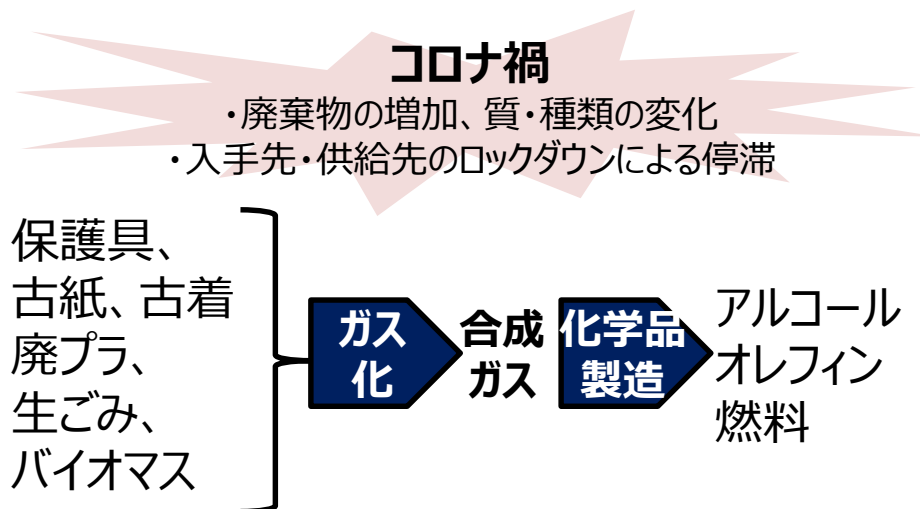 コロナ禍
・廃棄物の増加、質・種類の変化
・入手先・供給先のロックダウンによる停滞
保護具、
古紙、古着
廃プラ、
生ごみ、
バイオマス
ガス
化
合成
ガス
化学品
製造
アルコール
オレフィン
燃料